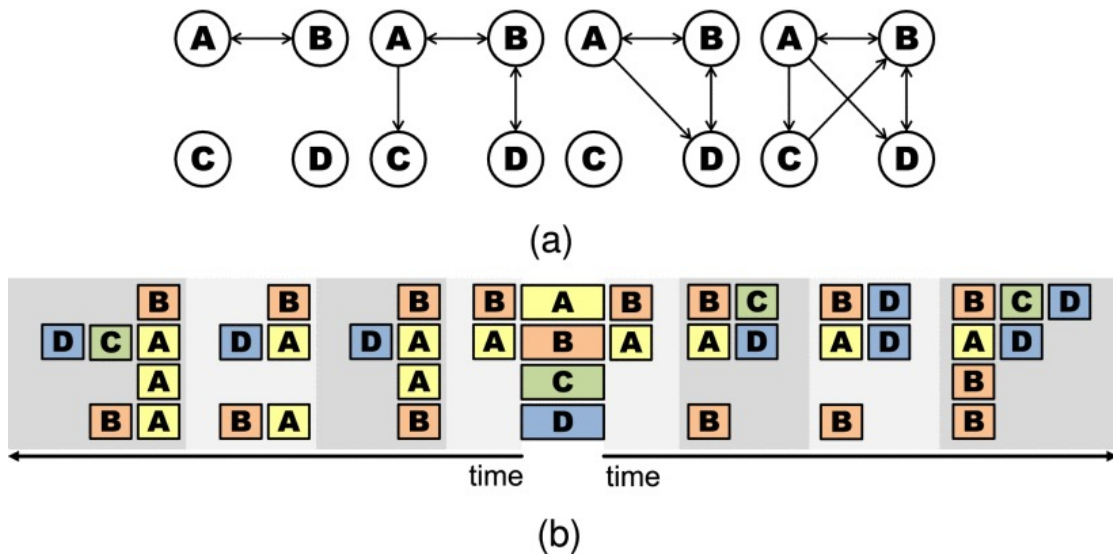 A B A B A B A B
C D C D C D C D
(a)
B B B B A B B C B D B C D
D C A D A D A A B A A D A D A D
A A C B
B A B A B D B B B
time time
(b)